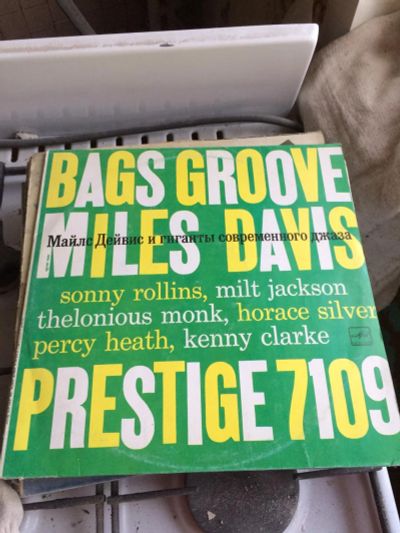 BAGS GROOVE
MILES DAVIS
Майлс Дейвис и гиганты современного джаза
sonny rollins, milt jackson
thelonious monk, horace silver
percy heath, kenny clarke
PRESTIGE 7109